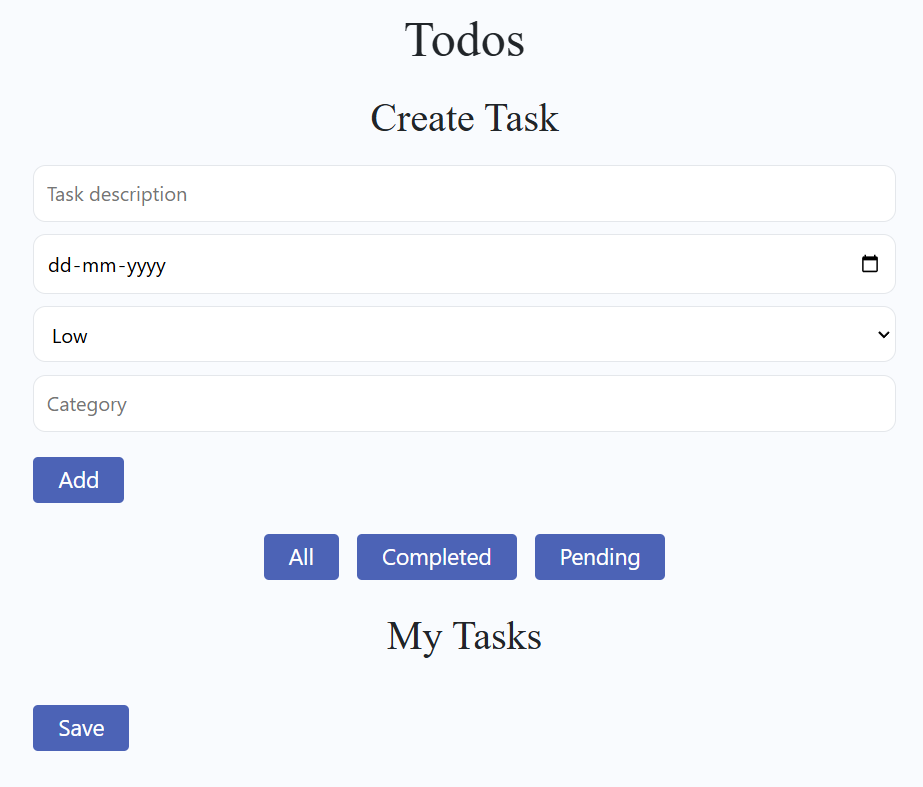 Todos
Create Task
Task description
dd-mm-yyyy
Low
Category
Add
All Completed Pending
My Tasks
Save